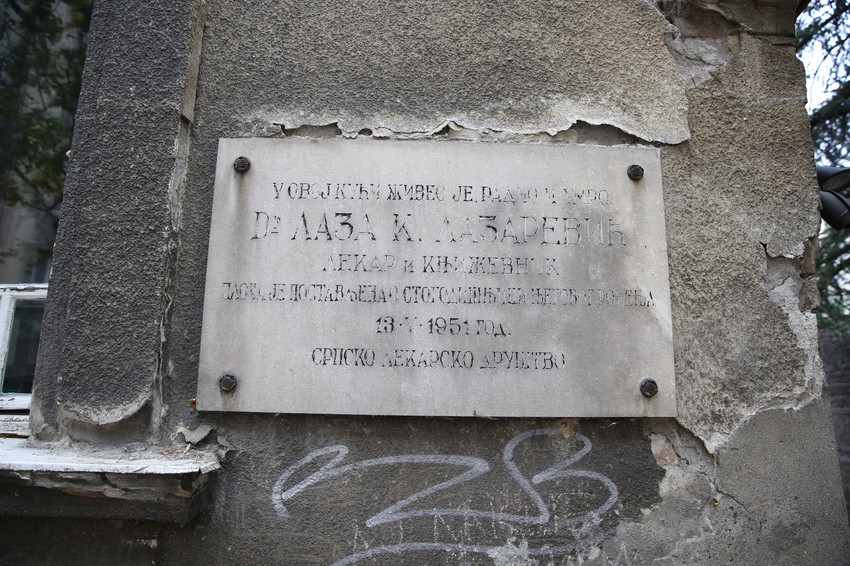 У ОВОЈ КУЋИ ЖИВЕО ЈЕ, РАДИО И УМРО
Др ЛАЗА К. ЛАЗАРЕВИЋ
ЛЕКАР И КЊИЖЕВНИК
ПЛОЧА ЈЕ ПОСТАВЉЕНА О СТОГОДИШЊИЦИ ЊЕГОВОГ РОЂЕЊА
13·V·1951 ГОД.
СРПСКО ЛЕКАРСКО ДРУШТВО